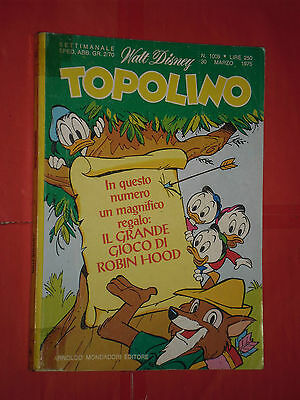 SETTIMANALE
SPED. ABB. GR. 2/70
Walt Disney
N. 1009 • LIRE 250
30 MARZO 1975
TOPOLINO
In questo
numero un magnifico
regalo:
IL GRANDE
GIOCO DI
ROBIN HOOD
ARNOLDO MONDADORI EDITORE